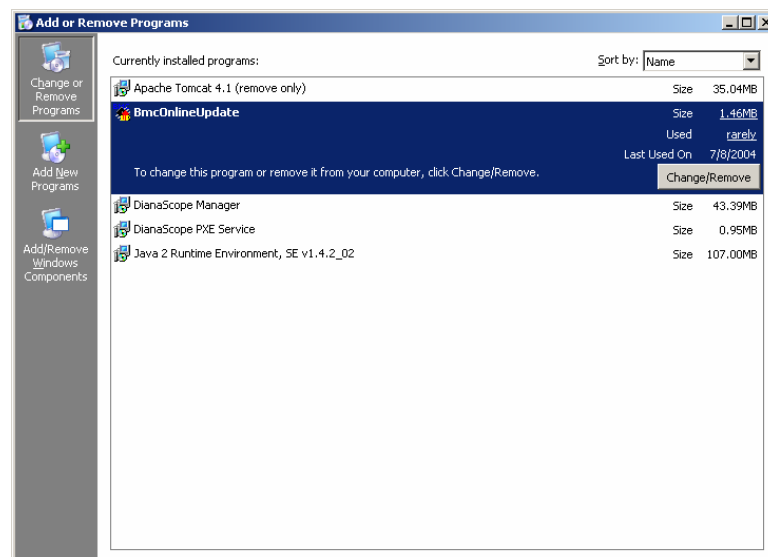 Add or Remove Programs
Change or
Remove
Programs
Add New
Programs
Add/Remove
Windows
Components
Currently installed programs:
Sort by: Name
Apache Tomcat 4.1 (remove only) Size 35.04MB
BmcOnlineUpdate Size 1.46MB
Used rarely
Last Used On 7/8/2004
To change this program or remove it from your computer, click Change/Remove. Change/Remove
DianaScope Manager Size 43.39MB
DianaScope PXE Service Size 0.95MB
Java 2 Runtime Environment, SE v1.4.2_02 Size 107.00MB